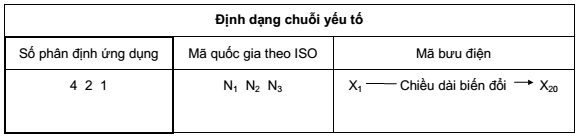 Định dạng chuỗi yếu tố
Số phân định ứng dụng Mã quốc gia theo ISO Mã bưu điện
4 2 1 N₁ N₂ N₃ X₁ Chiều dài biến đổi X₂₀